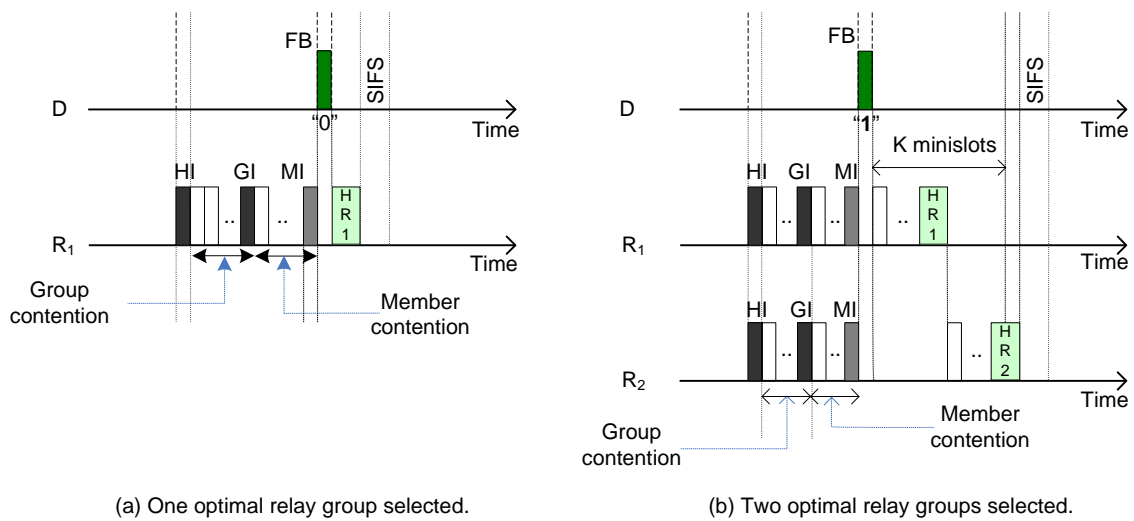 FB
SIFS
D
Time
"0"
HI
GI
MI
..
..
H
R
1
R1
Time
Group
contention
Member
contention
(a) One optimal relay group selected.
FB
SIFS
D
Time
"1"
K minislots
HI
GI
MI
..
..
..
H
R
1
R1
Time
HI
GI
MI
..
..
..
H
R
2
R2
Time
Group
contention
Member
contention
(b) Two optimal relay groups selected.